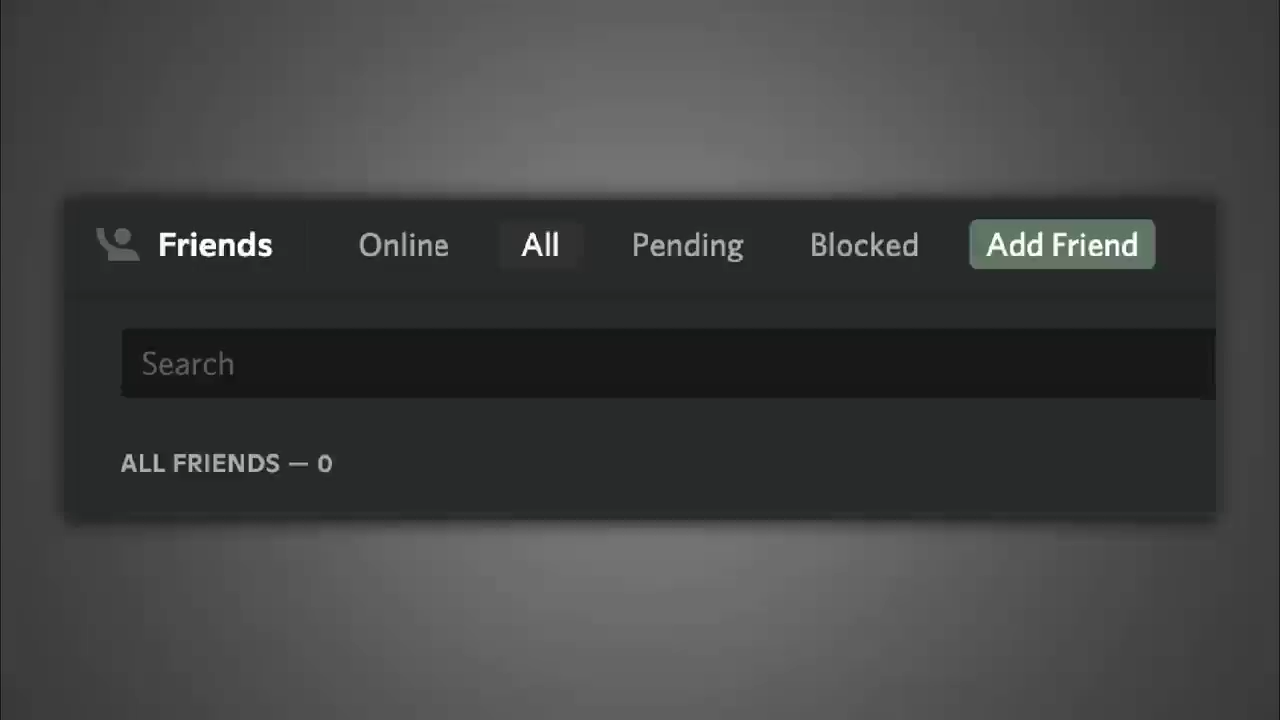 Friends Online All Pending Blocked Add Friend
Search
ALL FRIENDS — 0